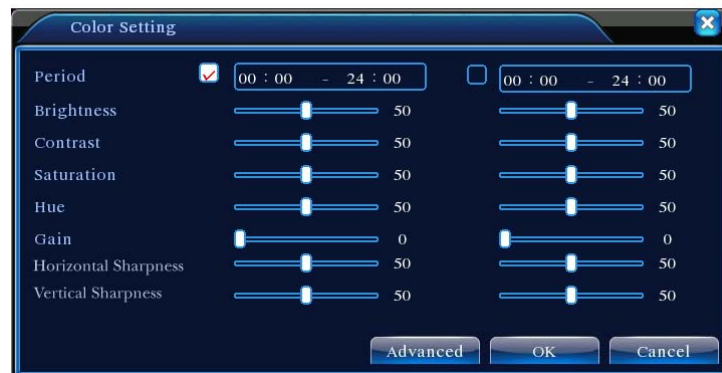 Color Setting
Period 00 : 00 - 24 : 00 00 : 00 - 24 : 00
Brightness 50 50
Contrast 50 50
Saturation 50 50
Hue 50 50
Gain 0 0
Horizontal Sharpness 50 50
Vertical Sharpness 50 50
Advanced OK Cancel